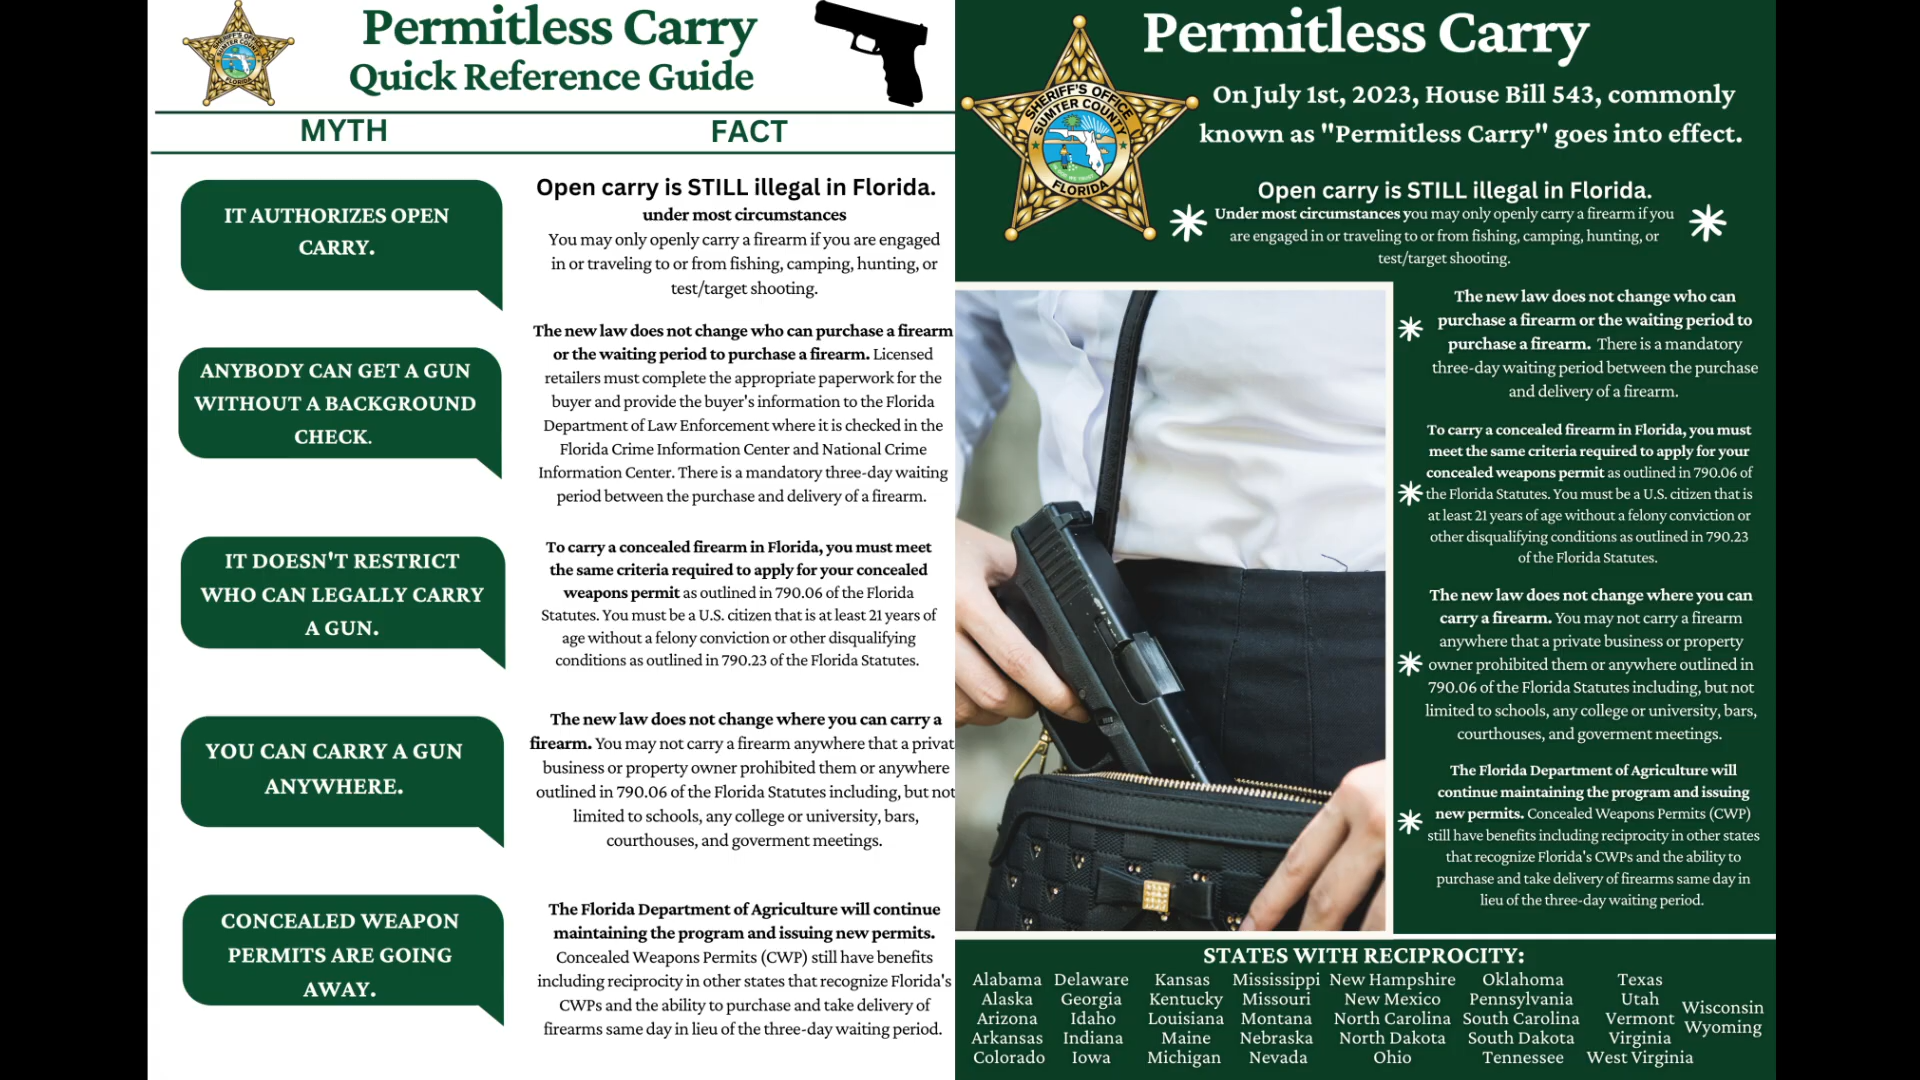 Permitless Carry
Quick Reference Guide
MYTH
FACT
IT AUTHORIZES OPEN
CARRY.
Open carry is STILL illegal in Florida.
under most circumstances
You may only openly carry a firearm if you are engaged
in or traveling to or from fishing, camping, hunting, or
test/target shooting.
ANYBODY CAN GET A GUN
WITHOUT A BACKGROUND
CHECK.
The new law does not change who can purchase a firearm
or the waiting period to purchase a firearm. Licensed
retailers must complete the appropriate paperwork for the
buyer and provide the buyer's information to the Florida
Department of Law Enforcement where it is checked in the
Florida Crime Information Center and National Crime
Information Center. There is a mandatory three-day waiting
period between the purchase and delivery of a firearm.
IT DOESN'T RESTRICT
WHO CAN LEGALLY CARRY
A GUN.
To carry a concealed firearm in Florida, you must meet
the same criteria required to apply for your concealed
weapons permit as outlined in 790.06 of the Florida
Statutes. You must be a U.S. citizen that is at least 21 years of
age without a felony conviction or other disqualifying
conditions as outlined in 790.23 of the Florida Statutes.
YOU CAN CARRY A GUN
ANYWHERE.
The new law does not change where you can carry a
firearm. You may not carry a firearm anywhere that a privat
business or property owner prohibited them or anywhere
outlined in 790.06 of the Florida Statutes including, but not
limited to schools, any college or university, bars,
courthouses, and goverment meetings.
CONCEALED WEAPON
PERMITS ARE GOING
AWAY.
The Florida Department of Agriculture will continue
maintaining the program and issuing new permits.
Concealed Weapons Permits (CWP) still have benefits
including reciprocity in other states that recognize Florida's
CWPs and the ability to purchase and take delivery of
firearms same day in lieu of the three-day waiting period.
SHERIFF'S OFFICE
SUMTER COUNTY
FLORIDA
Permitless Carry
On July 1st, 2023, House Bill 543, commonly
known as "Permitless Carry" goes into effect.
Open carry is STILL illegal in Florida.
Under most circumstances you may only openly carry a firearm if you
are engaged in or traveling to or from fishing, camping, hunting, or
test/target shooting.
The new law does not change who can
purchase a firearm or the waiting period to
purchase a firearm. There is a mandatory
three-day waiting period between the purchase
and delivery of a firearm.
To carry a concealed firearm in Florida, you must
meet the same criteria required to apply for your
concealed weapons permit as outlined in 790.06 of
the Florida Statutes. You must be a U.S. citizen that is
at least 21 years of age without a felony conviction or
other disqualifying conditions as outlined in 790.23
of the Florida Statutes.
The new law does not change where you can
carry a firearm. You may not carry a firearm
anywhere that a private business or property
owner prohibited them or anywhere outlined in
790.06 of the Florida Statutes including, but not
limited to schools, any college or university, bars,
courthouses, and goverment meetings.
The Florida Department of Agriculture will
continue maintaining the program and issuing
new permits. Concealed Weapons Permits (CWP)
still have benefits including reciprocity in other states
that recognize Florida's CWPs and the ability to
purchase and take delivery of firearms same day in
lieu of the three-day waiting period.
STATES WITH RECIPROCITY:
Alabama Delaware Kansas Mississippi New Hampshire Oklahoma Texas
Alaska Georgia Kentucky Missouri New Mexico Pennsylvania Utah Wisconsin
Arizona Idaho Louisiana Montana North Carolina South Carolina Vermont Wyoming
Arkansas Indiana Maine Nebraska North Dakota South Dakota Virginia
Colorado Iowa Michigan Nevada Ohio Tennessee West Virginia